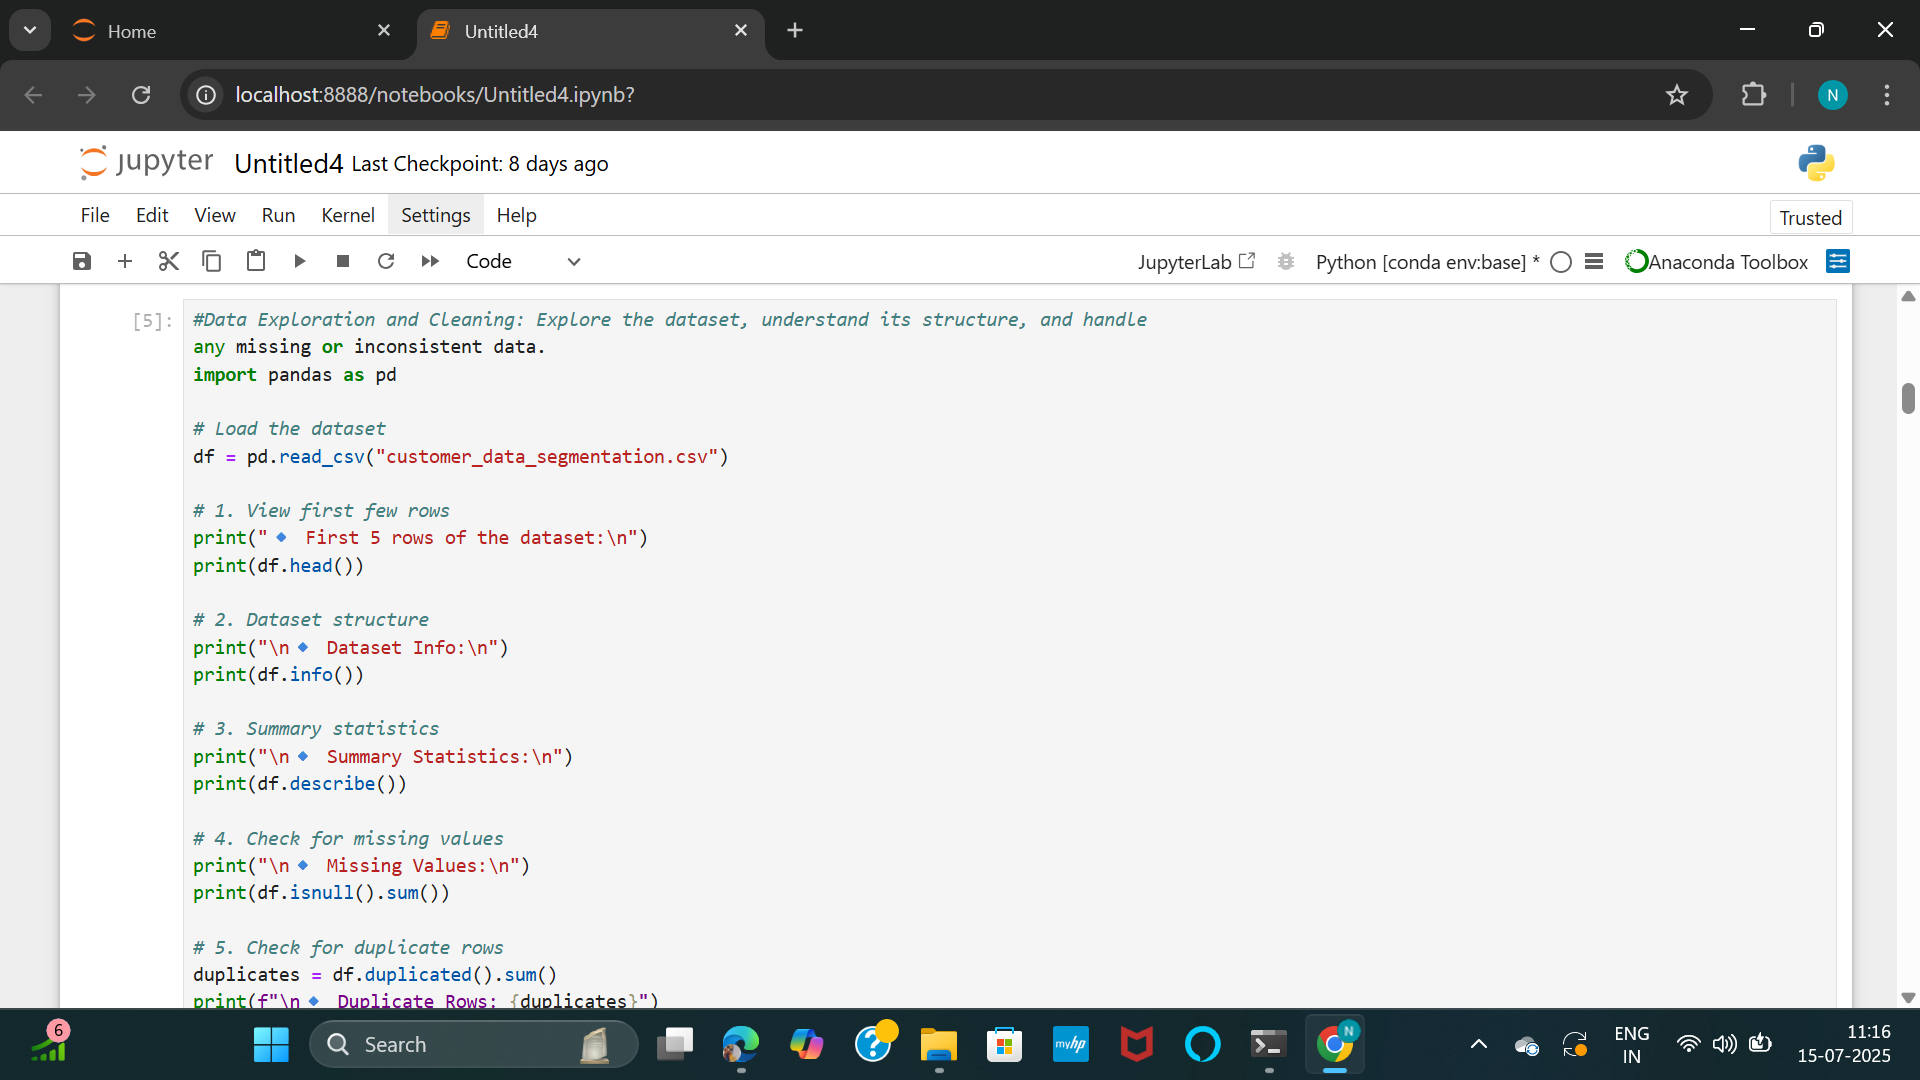 Home
Untitled4
localhost:8888/notebooks/Untitled4.ipynb?
N
jupyter Untitled4 Last Checkpoint: 8 days ago
File Edit View Run Kernel Settings Help
Trusted
Code
JupyterLab
Python [conda env:base] *
Anaconda Toolbox
[5]:
#Data Exploration and Cleaning: Explore the dataset, understand its structure, and handle
any missing or inconsistent data.
import pandas as pd
# Load the dataset
df = pd.read_csv("customer_data_segmentation.csv")
# 1. View first few rows
print("🔹 First 5 rows of the dataset:\n")
print(df.head())
# 2. Dataset structure
print("\n🔹 Dataset Info:\n")
print(df.info())
# 3. Summary statistics
print("\n🔹 Summary Statistics:\n")
print(df.describe())
# 4. Check for missing values
print("\n🔹 Missing Values:\n")
print(df.isnull().sum())
# 5. Check for duplicate rows
duplicates = df.duplicated().sum()
print(f"\n🔹 Duplicate Rows: {duplicates}")
6
Search
myhp
N
ENG
IN
11:16
15-07-2025